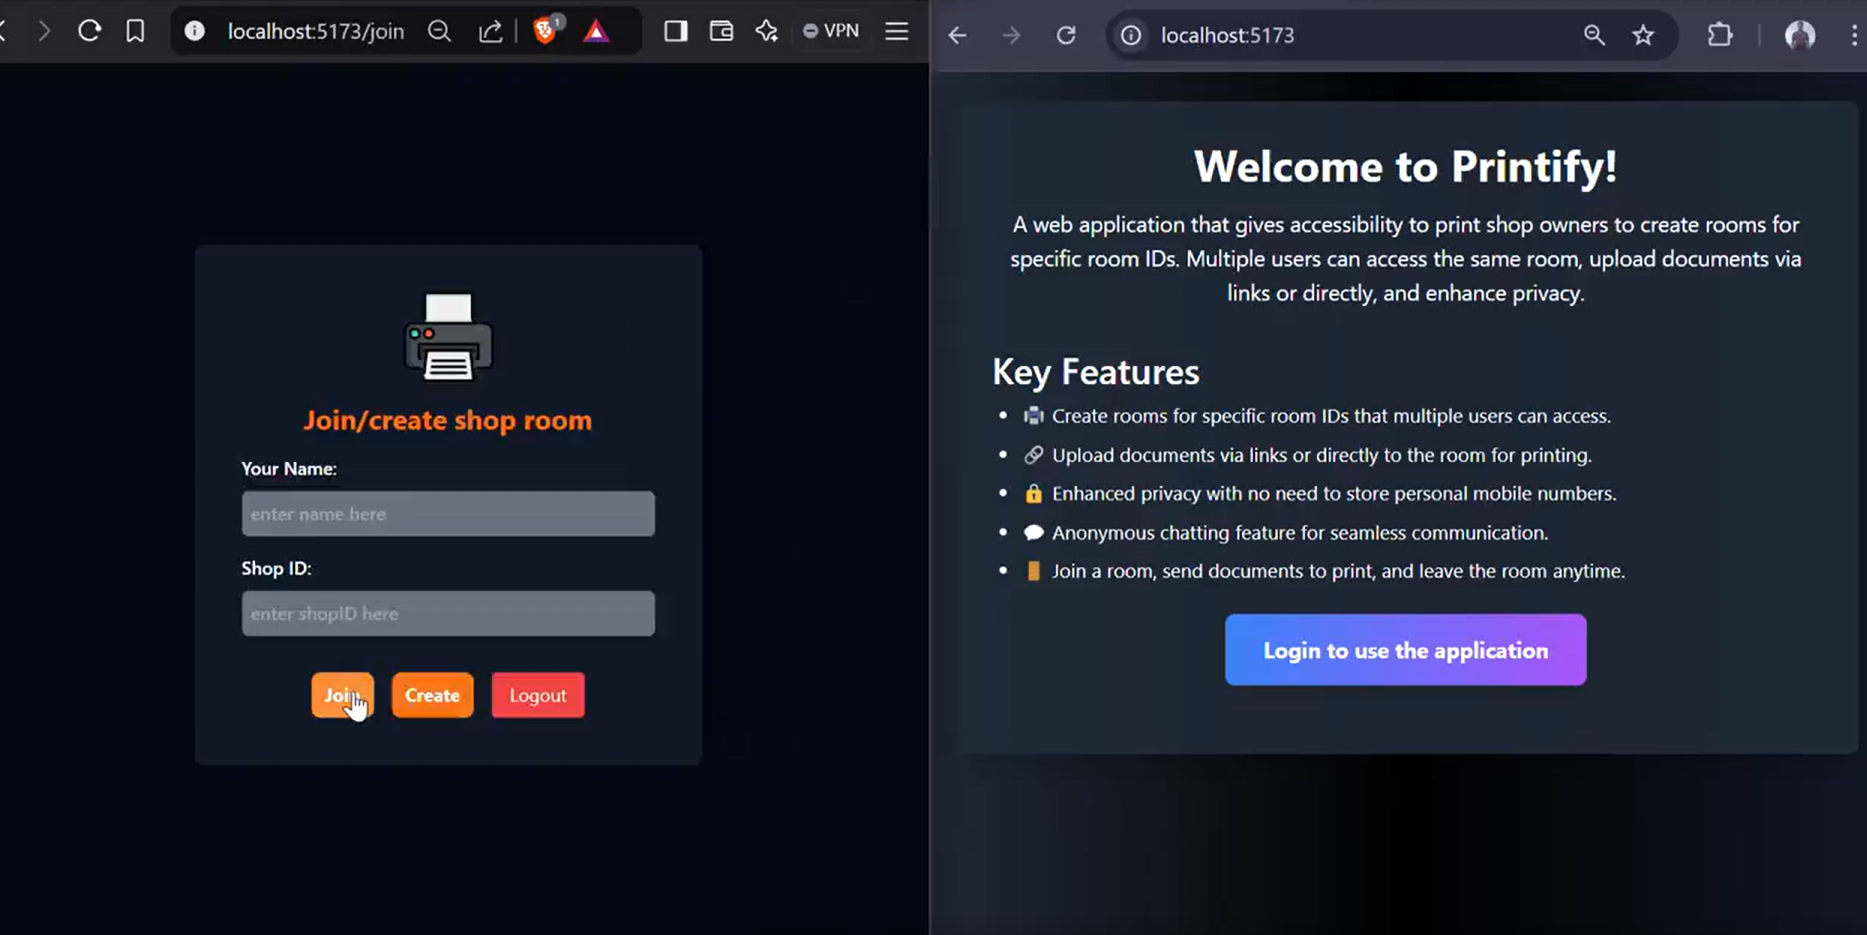 localhost:5173/join
1
VPN
Join/create shop room
Your Name:
enter name here
Shop ID:
enter shopID here
Join
Create
Logout
localhost:5173
Welcome to Printify!
A web application that gives accessibility to print shop owners to create rooms for
specific room IDs. Multiple users can access the same room, upload documents via
links or directly, and enhance privacy.
Key Features
• 🖨️ Create rooms for specific room IDs that multiple users can access.
• 🔗 Upload documents via links or directly to the room for printing.
• 🔒 Enhanced privacy with no need to store personal mobile numbers.
• 💬 Anonymous chatting feature for seamless communication.
• 🚪 Join a room, send documents to print, and leave the room anytime.
Login to use the application